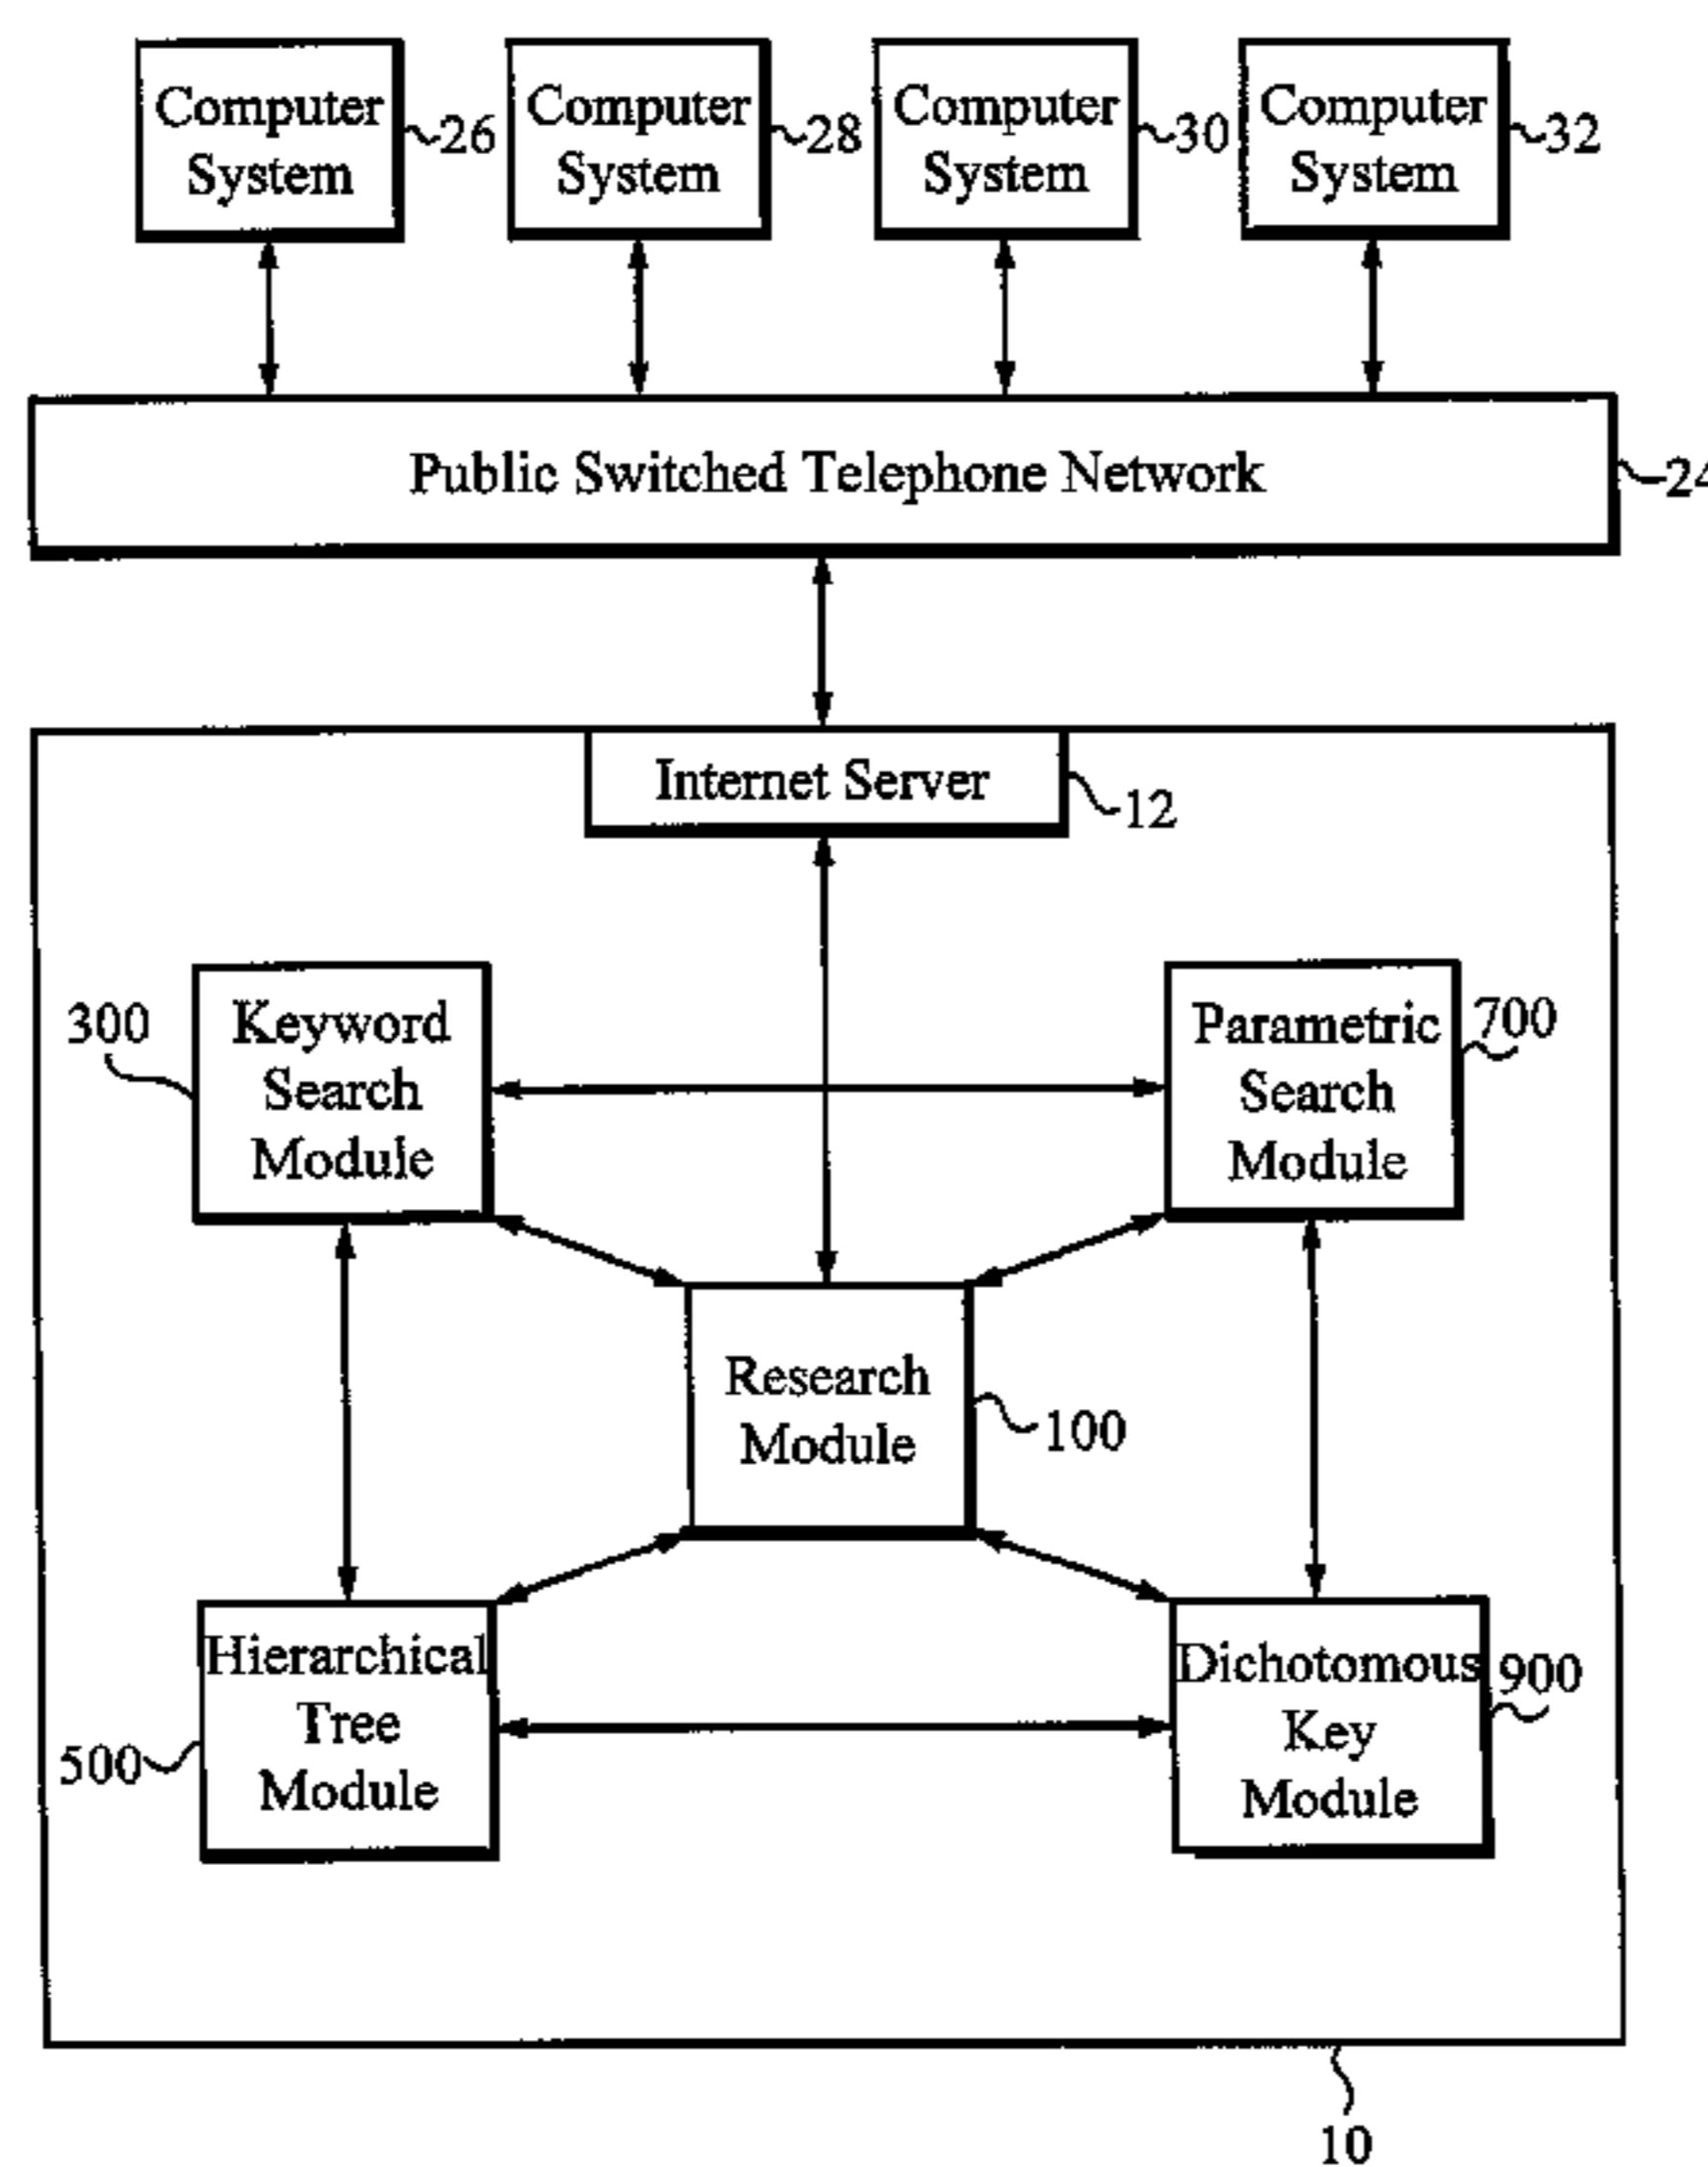 Computer
System
26
Computer
System
28
Computer
System
30
Computer
System
32
Public Switched Telephone Network
24
Internet Server
12
300
Keyword
Search
Module
Parametric
Search
Module
700
Research
Module
100
Hierarchical
Tree
Module
500
Dichotomous
Key
Module
900
10